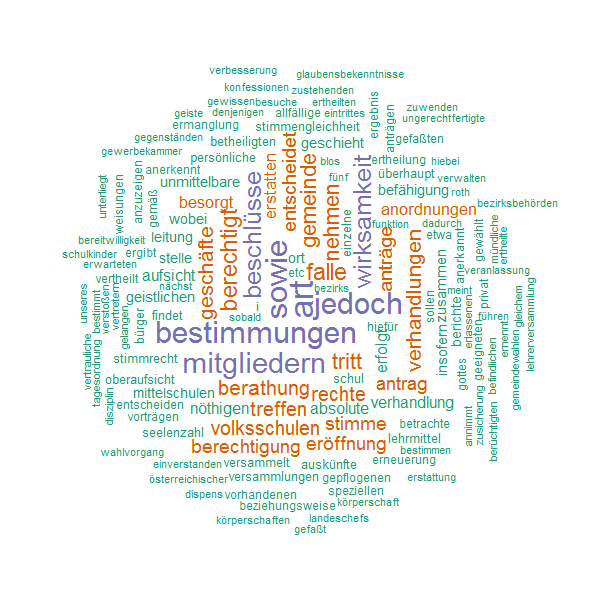 verbesserung
glaubensbekenntnisse
konfessionen
zustehenden
gewissen
besuche
ertheilten
ergebnis
zuwenden
geiste
denjenigen
allfällige
eintrittes
anträgen
ungerechtfertigte
ermanglung
stimmengleichheit
gegenständen
betheiligten
geschieht
gefaßten
gewerbekammer
persönliche
entscheidet
blos
ertheilung
hiebei
anerkennt
unmittelbare
erstatten
gemeinde
fünf
überhaupt
verwalten
unterliegt
weisungen
anzuzeigen
gemäß
besorgt
beschlüsse
nehmen
wirksamkeit
befähigung
roth
bezirksbehörden
wobei
berechtigt
einzelne
anordnungen
funktion
dadurch
gewählt
mündliche
ertheilte
bereitwilligkeit
leitung
geschäfte
sowie
ort
anträge
verhandlungen
etwa
anerkannt
schulkinder
ergibt
stelle
erwarteten
aufsicht
etc
falle
zusammen
veranlassung
vertheilt
nächst
art
bezirks
meint
privat
unseres
bestimmt
verstoßen
vertretern
gelangen
geistlichen
i
jedoch
sollen
berichte
erlassenen
gleichem
lehrerversammlung
bürger
findet
sobald
hiefür
insofern
führen
bestimmungen
erfolgt
ernennt
gemeindewahlen
vertrauliche
tagesordnung
disziplin
stimmrecht
mitgliedern
tritt
gottes
geeigneten
befindlichen
oberaufsicht
schul
antrag
mittelschulen
berathung
rechte
entscheiden
nöthigen
treffen
absolute
verhandlung
annimmt
zusicherung
berüchtigten
vorträgen
seelenzahl
volksschulen
stimme
betrachte
wahlvorgang
berechtigung
eröffnung
lehrmittel
bestimmen
einverstanden
versammelt
auskünfte
erneuerung
österreichischer
versammlungen
gepflogenen
erstattung
dispens
vorhandenen
speziellen
beziehungsweise
körperschaft
körperschaften
landeschefs
gefaßt